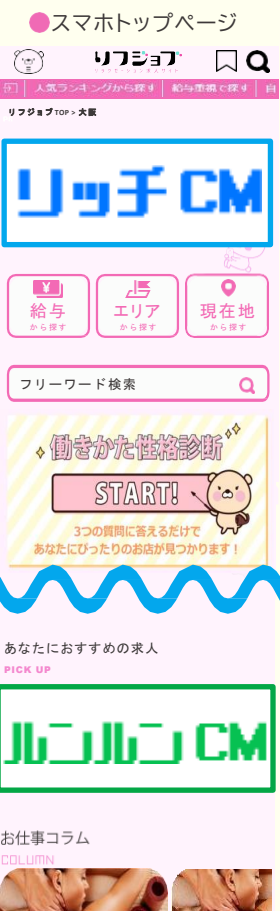 ●スマホトップページ
リフジョブ
人気ランキングから探す
給与重視で探す
自
リフジョブTOP > 大阪
リッチCM
¥
給与
から探す
エリア
から探す
現在地
から探す
フリーワード検索
働きかた性格診断
START!
3つの質問に答えるだけで
あなたにぴったりのお店が見つかります！
あなたにおすすめの求人
PICK UP
ルンルンCM
お仕事コラム
COLUMN